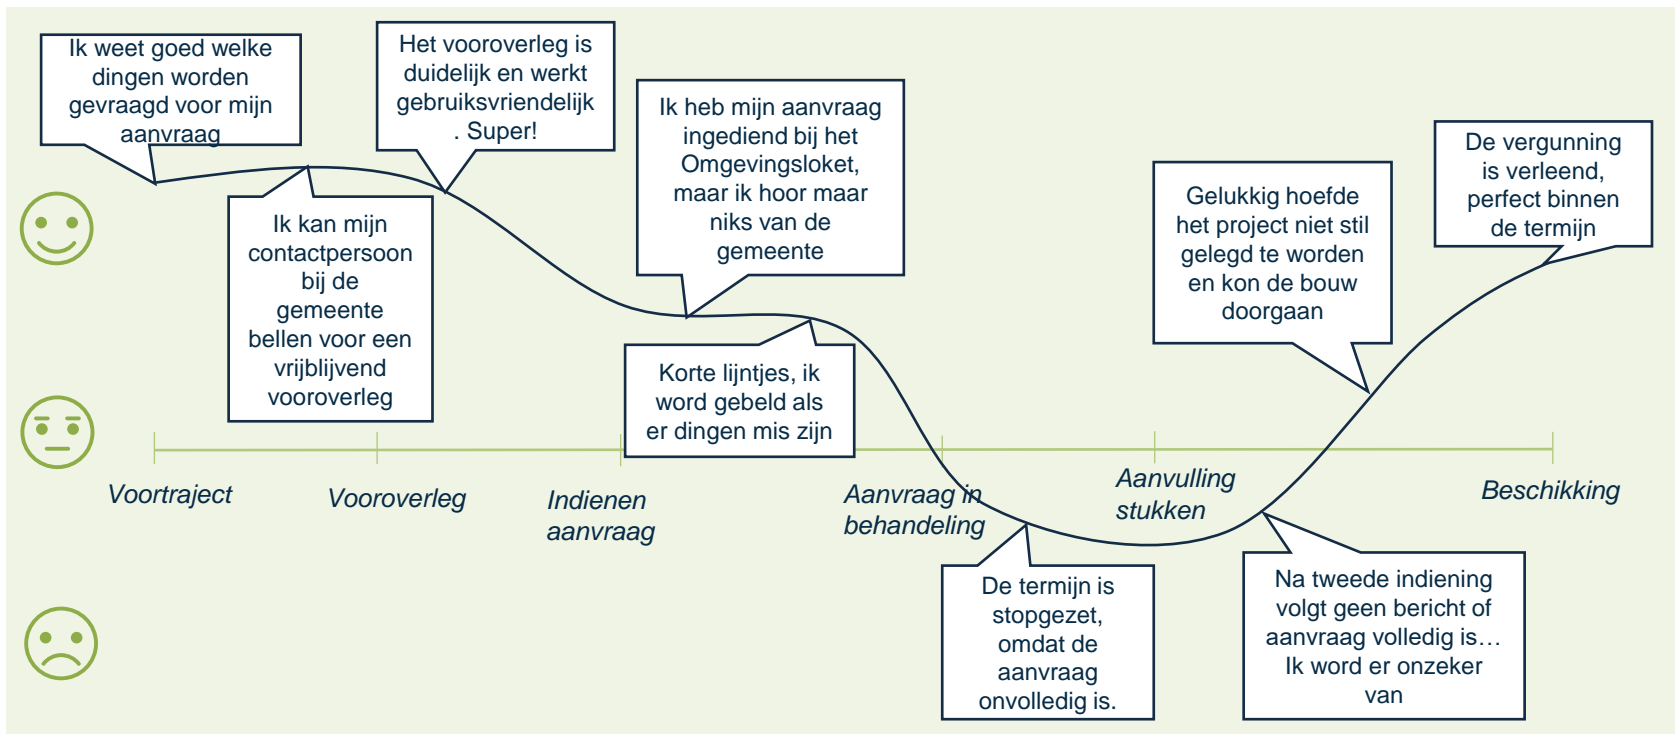 Ik weet goed welke
dingen worden
gevraagd voor mijn
aanvraag
Ik kan mijn
contactpersoon
bij de
gemeente
bellen voor een
vrijblijvend
vooroverleg
Het vooroverleg is
duidelijk en werkt
gebruiksvriendelijk
. Super!
Ik heb mijn aanvraag
ingediend bij het
Omgevingsloket,
maar ik hoor maar
niks van de
gemeente
Korte lijntjes, ik
word gebeld als
er dingen mis zijn
De termijn is
stopgezet,
omdat de
aanvraag
onvolledig is.
Na tweede indiening
volgt geen bericht of
aanvraag volledig is…
Ik word er onzeker
van
Gelukkig hoefde
het project niet stil
gelegd te worden
en kon de bouw
doorgaan
De vergunning
is verleend,
perfect binnen
de termijn
Voortraject
Vooroverleg
Indienen
aanvraag
Aanvraag in
behandeling
Aanvulling
stukken
Beschikking